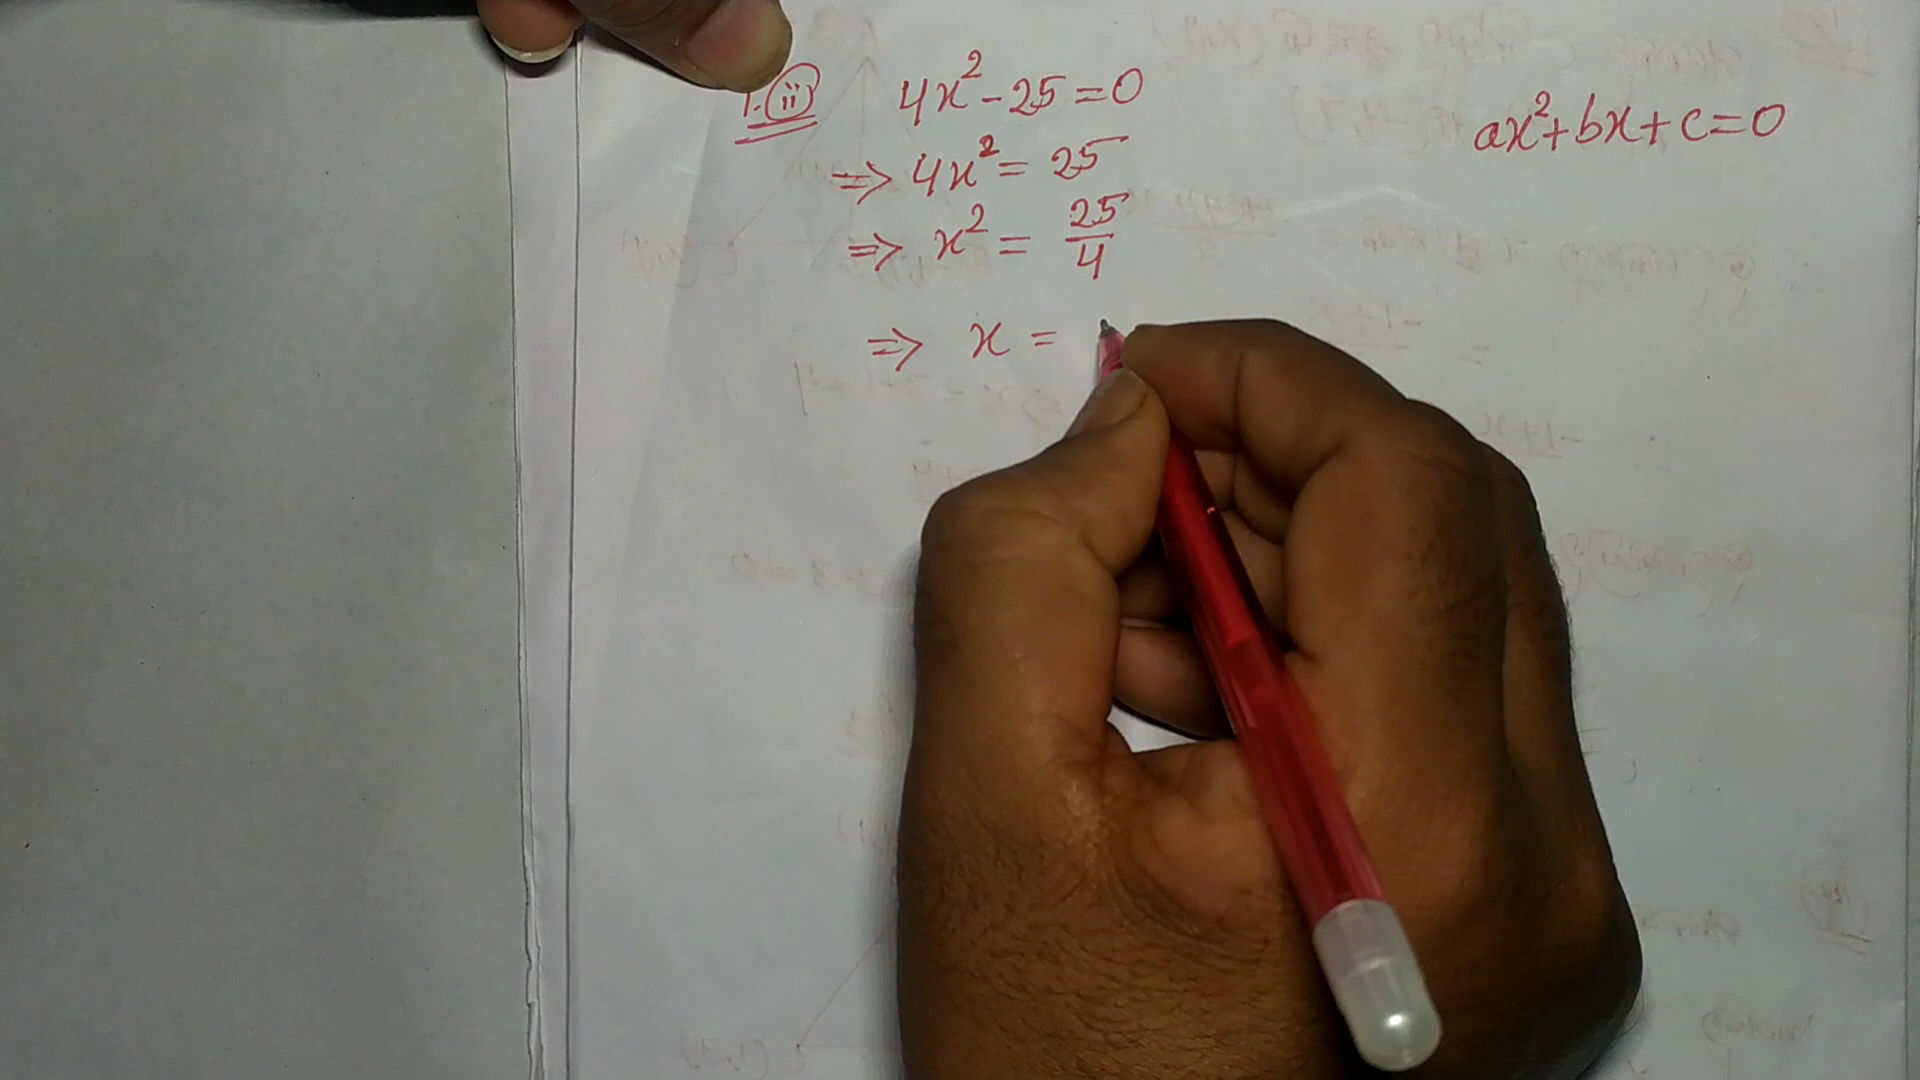 1. ii) 4x² - 25 = 0
ax² + bx + c = 0
⇒ 4x² = 25
⇒ x² = 25/4
⇒ x =